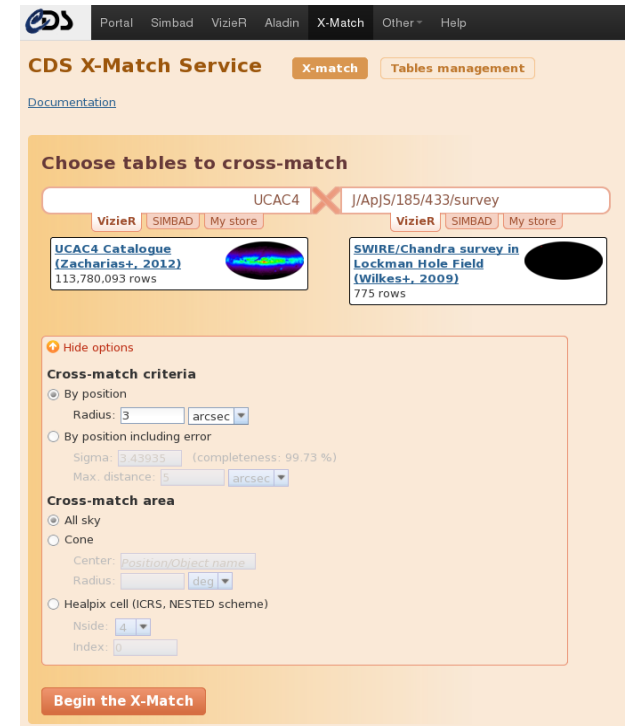 CDS Portal Simbad VizieR Aladin X-Match Other Help
CDS X-Match Service X-match Tables management
Documentation
Choose tables to cross-match
UCAC4 J/ApJS/185/433/survey
VizieR SIMBAD My store VizieR SIMBAD My store
UCAC4 Catalogue
(Zacharias+, 2012)
113,780,093 rows
SWIRE/Chandra survey in
Lockman Hole Field
(Wilkes+, 2009)
775 rows
Hide options
Cross-match criteria
By position
Radius: 3 arcsec
By position including error
Sigma: 3.43935 (completeness: 99.73 %)
Max. distance: 5 arcsec
Cross-match area
All sky
Cone
Center: Position/Object name
Radius: deg
Healpix cell (ICRS, NESTED scheme)
Nside: 4
Index: 0
Begin the X-Match